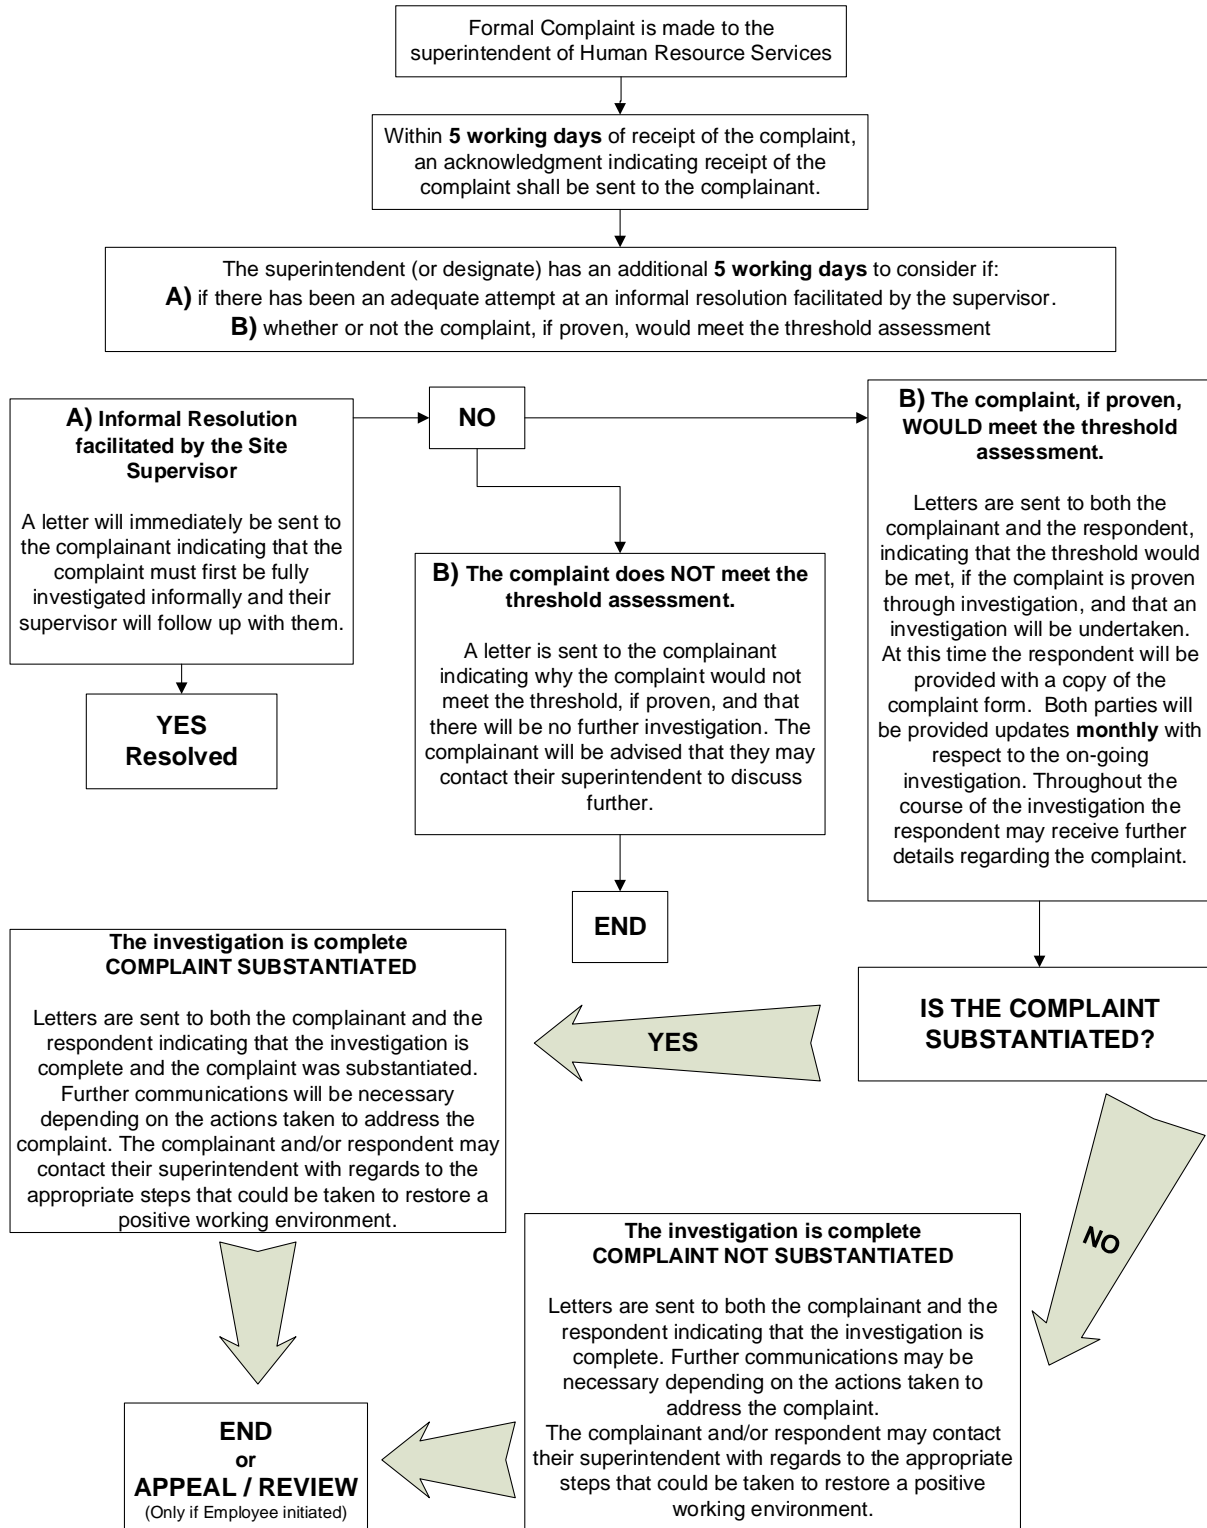 Formal Complaint is made to the
superintendent of Human Resource Services
Within 5 working days of receipt of the complaint,
an acknowledgment indicating receipt of the
complaint shall be sent to the complainant.
The superintendent (or designate) has an additional 5 working days to consider if:
A) if there has been an adequate attempt at an informal resolution facilitated by the supervisor.
B) whether or not the complaint, if proven, would meet the threshold assessment
A) Informal Resolution
facilitated by the Site
Supervisor
A letter will immediately be sent to
the complainant indicating that the
complaint must first be fully
investigated informally and their
supervisor will follow up with them.
YES
Resolved
NO
B) The complaint does NOT meet the
threshold assessment.
A letter is sent to the complainant
indicating why the complaint would not
meet the threshold, if proven, and that
there will be no further investigation. The
complainant will be advised that they may
contact their superintendent to discuss
further.
END
B) The complaint, if proven,
WOULD meet the threshold
assessment.
Letters are sent to both the
complainant and the respondent,
indicating that the threshold would
be met, if the complaint is proven
through investigation, and that an
investigation will be undertaken.
At this time the respondent will be
provided with a copy of the
complaint form.  Both parties will
be provided updates monthly with
respect to the on-going
investigation. Throughout the
course of the investigation the
respondent may receive further
details regarding the complaint.
IS THE COMPLAINT
SUBSTANTIATED?
YES
The investigation is complete
COMPLAINT SUBSTANTIATED
Letters are sent to both the complainant and the
respondent indicating that the investigation is
complete and the complaint was substantiated.
Further communications will be necessary
depending on the actions taken to address the
complaint. The complainant and/or respondent may
contact their superintendent with regards to the
appropriate steps that could be taken to restore a
positive working environment.
NO
The investigation is complete
COMPLAINT NOT SUBSTANTIATED
Letters are sent to both the complainant and the
respondent indicating that the investigation is
complete. Further communications may be
necessary depending on the actions taken to
address the complaint.
The complainant and/or respondent may contact
their superintendent with regards to the appropriate
steps that could be taken to restore a positive
working environment.
END
or
APPEAL / REVIEW
(Only if Employee initiated)